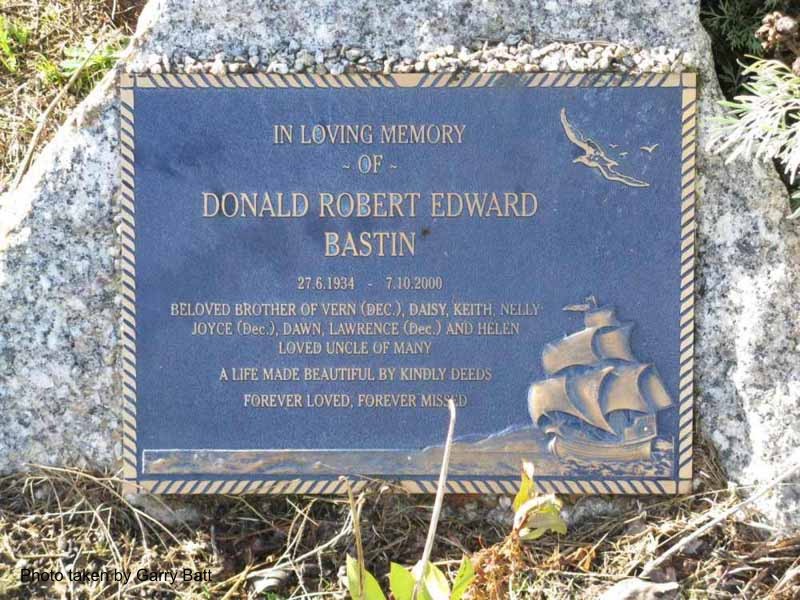 IN LOVING MEMORY
~ OF ~
DONALD ROBERT EDWARD
BASTIN
27.6.1934 - 7.10.2000
BELOVED BROTHER OF VERN (DEC.), DAISY, KEITH, NELLY
JOYCE (Dec.), DAWN, LAWRENCE (Dec.) AND HELEN
LOVED UNCLE OF MANY
A LIFE MADE BEAUTIFUL BY KINDLY DEEDS
FOREVER LOVED, FOREVER MISSED
Photo taken by Garry Batt